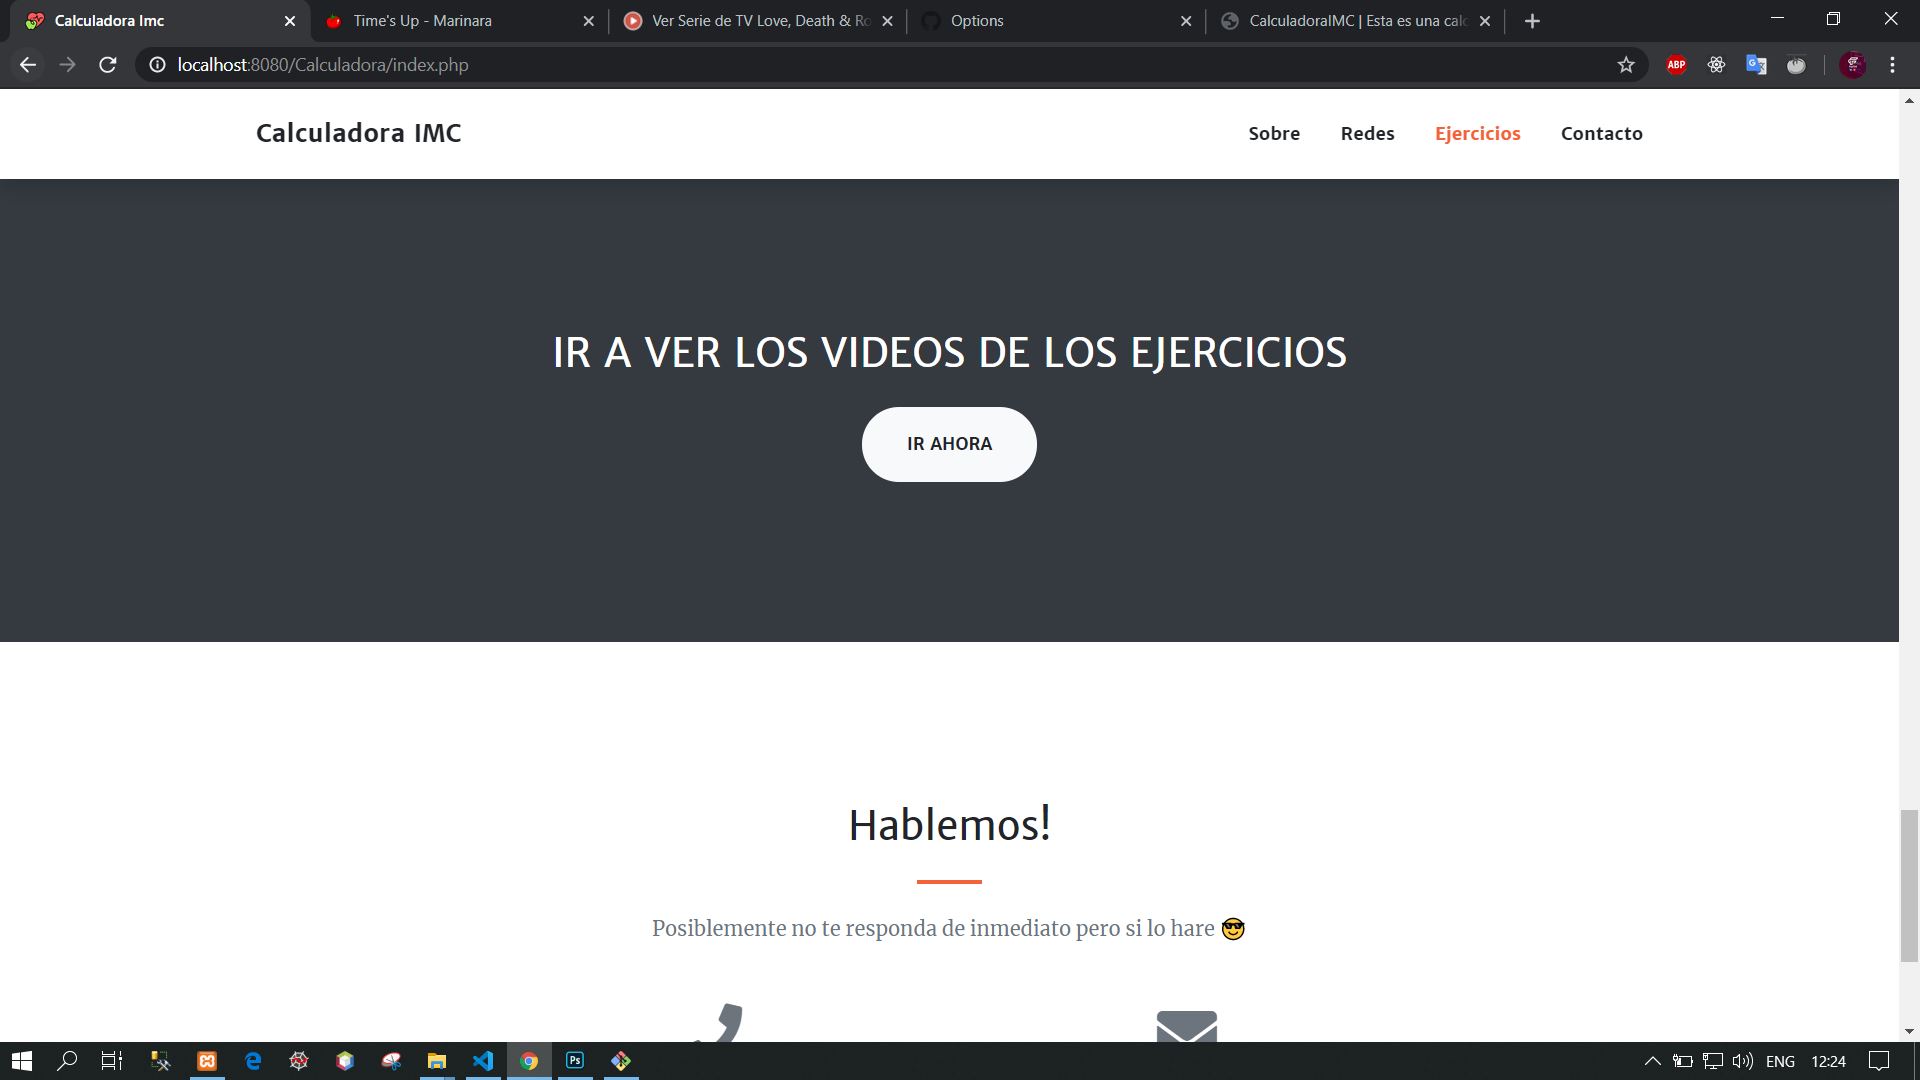 Calculadora Imc
Time's Up - Marinara
Ver Serie de TV Love, Death & Ro
Options
CalculadoraIMC | Esta es una calc
localhost:8080/Calculadora/index.php
ABP
Calculadora IMC
Sobre
Redes
Ejercicios
Contacto
IR A VER LOS VIDEOS DE LOS EJERCICIOS
IR AHORA
Hablemos!
Posiblemente no te responda de inmediato pero si lo hare 😎
Ps
ENG
12:24